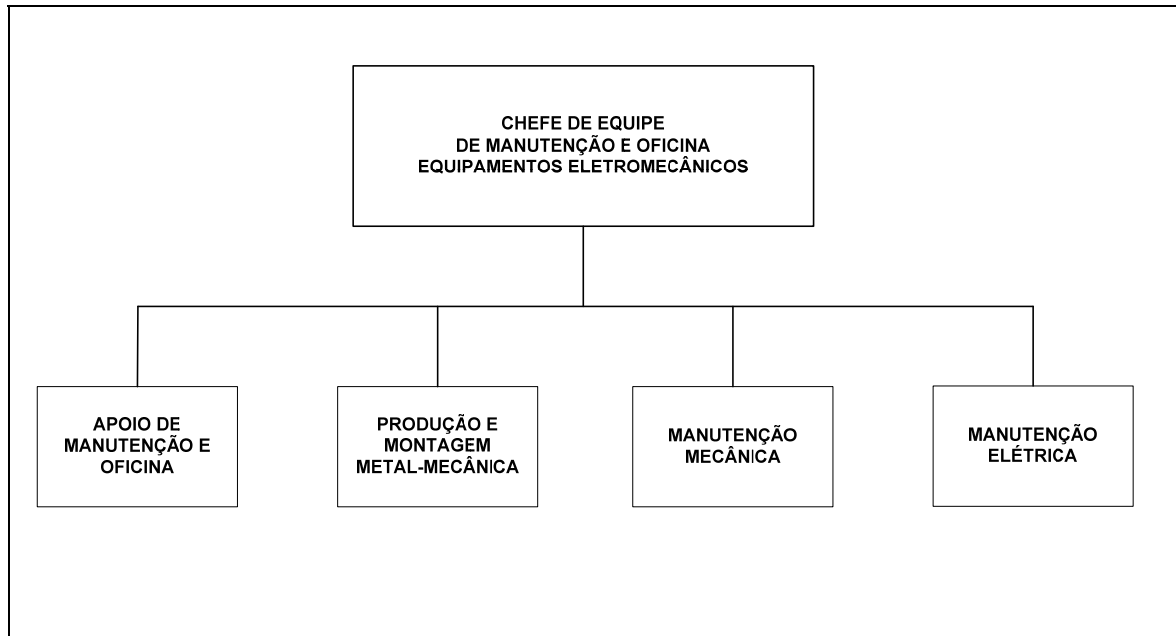 CHEFE DE EQUIPE
DE MANUTENÇÃO E OFICINA
EQUIPAMENTOS ELETROMECÂNICOS
APOIO DE
MANUTENÇÃO E
OFICINA
PRODUÇÃO E
MONTAGEM
METAL-MECÂNICA
MANUTENÇÃO
MECÂNICA
MANUTENÇÃO
ELÉTRICA